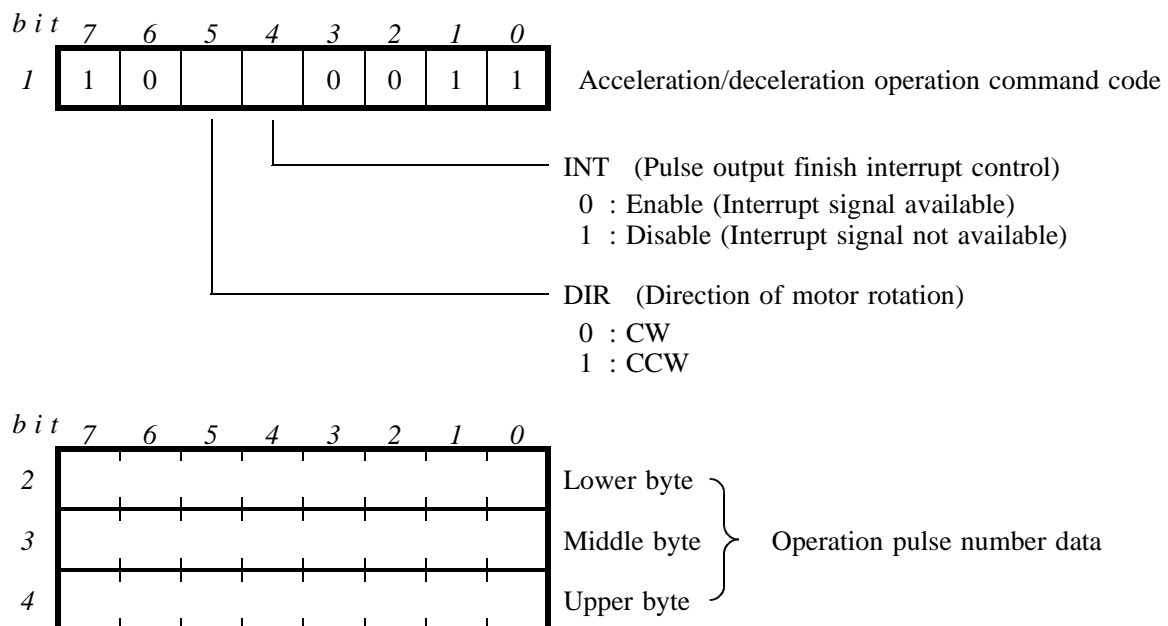 bit 7 6 5 4 3 2 1 0
1 1 0 0 0 1 1 Acceleration/deceleration operation command code
INT (Pulse output finish interrupt control)
0 : Enable (Interrupt signal available)
1 : Disable (Interrupt signal not available)
DIR (Direction of motor rotation)
0 : CW
1 : CCW
bit 7 6 5 4 3 2 1 0
2 Lower byte
3 Middle byte Operation pulse number data
4 Upper byte